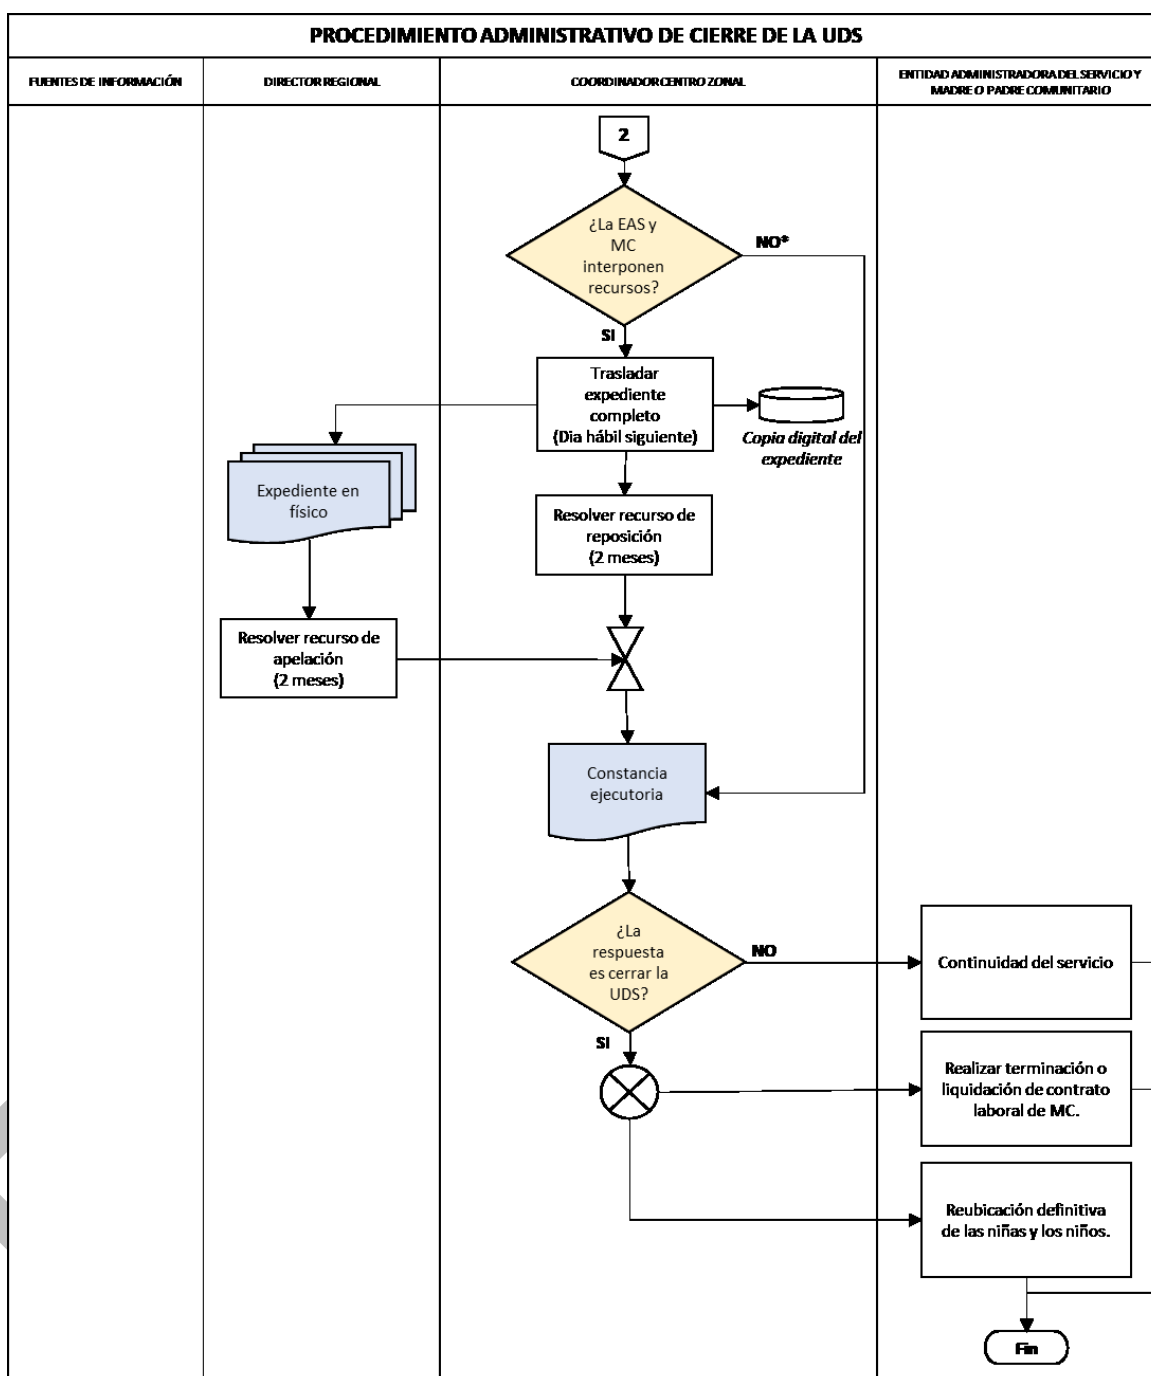 PROCEDIMIENTO ADMINISTRATIVO DE CIERRE DE LA UDS
FUENTES DE INFORMACIÓN
DIRECTOR REGIONAL
COORDINADOR CENTRO ZONAL
ENTIDAD ADMINISTRADORA DEL SERVICIO Y
MADRE O PADRE COMUNITARIO
2
¿La EAS y
MC
interponen
recursos?
NO*
SI
Trasladar
expediente
completo
(Dia hábil siguiente)
Copia digital del
expediente
Expediente en
físico
Resolver recurso de
reposición
(2 meses)
Resolver recurso de
apelación
(2 meses)
Constancia
ejecutoria
¿La
respuesta
es cerrar la
UDS?
NO
Continuidad del servicio
SI
Realizar terminación o
liquidación de contrato
laboral de MC.
Reubicación definitiva
de las niñas y los niños.
Fin